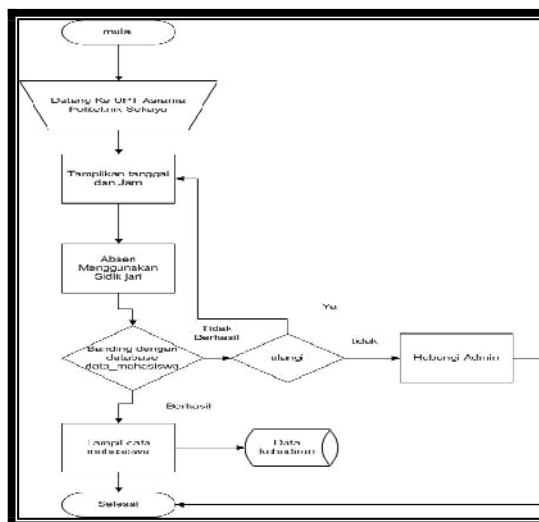 mulai
Datang Ke UPT Asrama
Politeknik Sekayu
Tampilkan tanggal
dan Jam
Absen
Menggunakan
Sidik jari
Ya
Tidak
Berhasil
Banding dengan
database
data_mahasiswa
ulangi
tidak
Hubungi Admin
Berhasil
Tampil data
mahasiswa
Data
kehadiran
Selesai